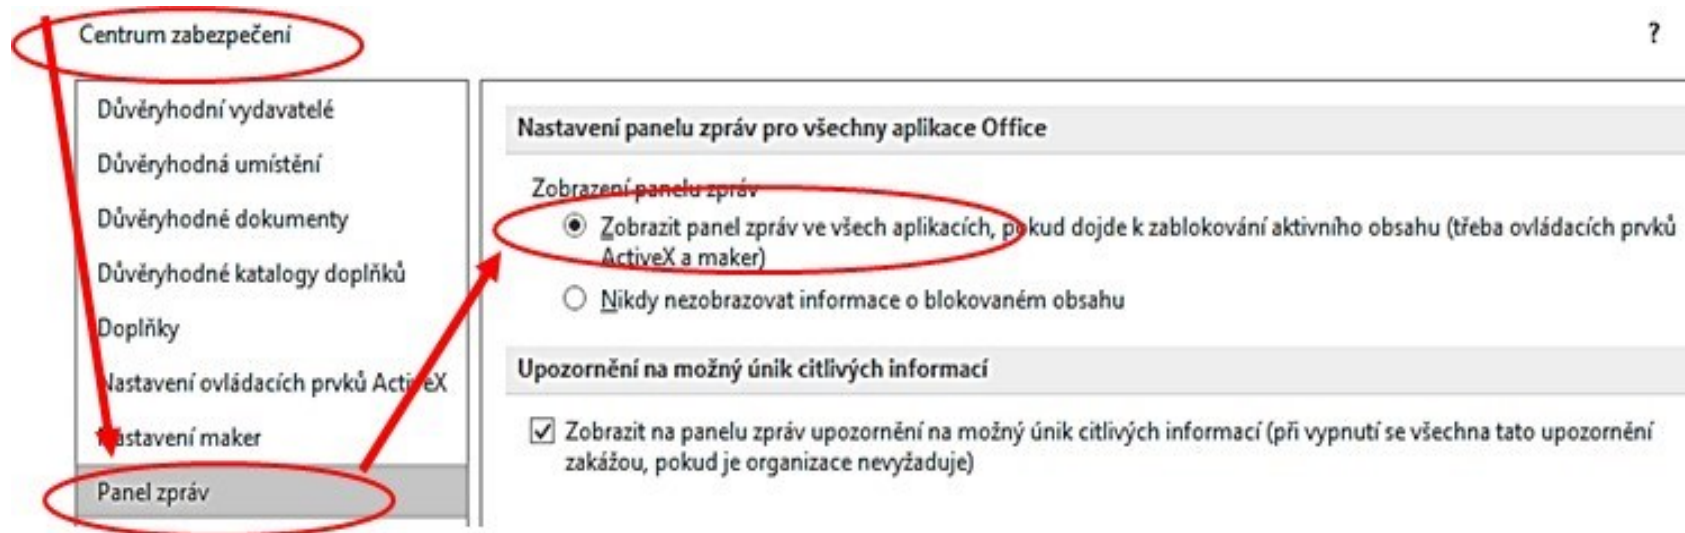 Centrum zabezpečení
?
Důvěryhodní vydavatelé
Důvěryhodná umístění
Důvěryhodné dokumenty
Důvěryhodné katalogy doplňků
Doplňky
Nastavení ovládacích prvků ActiveX
Nastavení maker
Panel zpráv
Nastavení panelu zpráv pro všechny aplikace Office
Zobrazení panelu zpráv
Zobrazit panel zpráv ve všech aplikacích, pokud dojde k zablokování aktivního obsahu (třeba ovládacích prvků
ActiveX a maker)
Nikdy nezobrazovat informace o blokovaném obsahu
Upozornění na možný únik citlivých informací
Zobrazit na panelu zpráv upozornění na možný únik citlivých informací (při vypnutí se všechna tato upozornění
zakážou, pokud je organizace nevyžaduje)